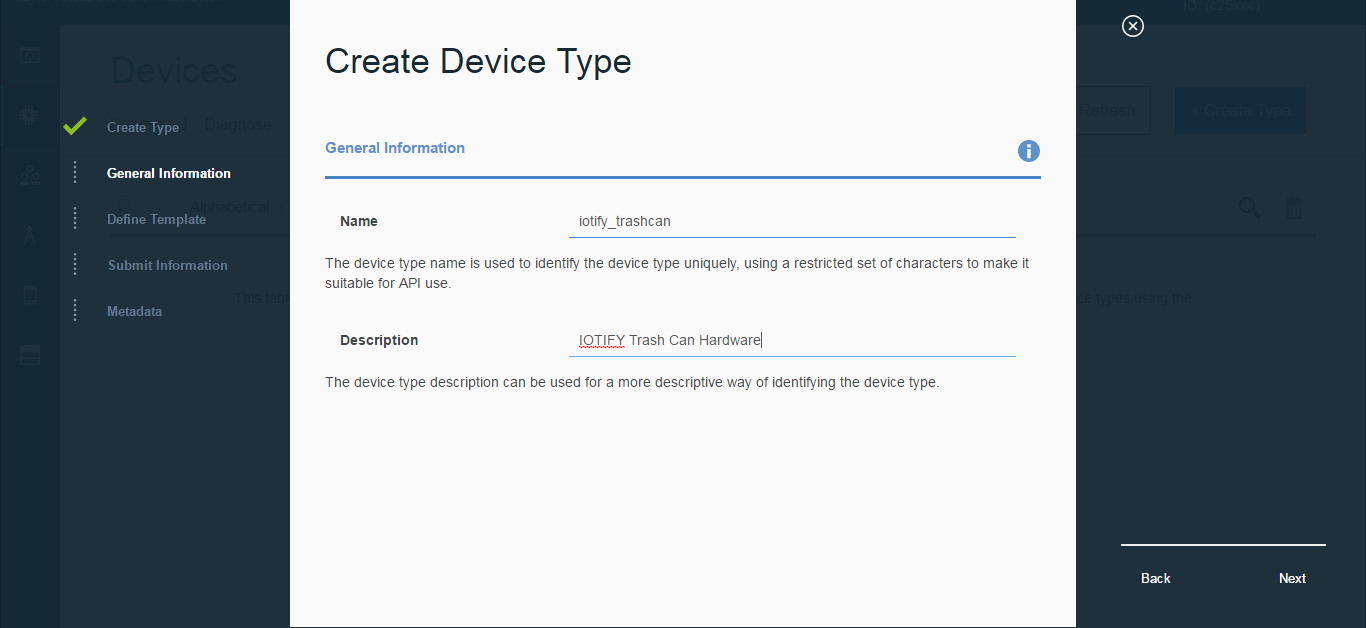 Create Device Type
Devices
Create Type
Diagnose
Refresh
+ Create Type
General Information
General Information
Define Template
Alphabetical
Submit Information
Metadata
Name
iotify_trashcan
The device type name is used to identify the device type uniquely, using a restricted set of characters to make it
suitable for API use.
This table
ce types using the
Description
IOTIFY Trash Can Hardware
The device type description can be used for a more descriptive way of identifying the device type.
Back
Next